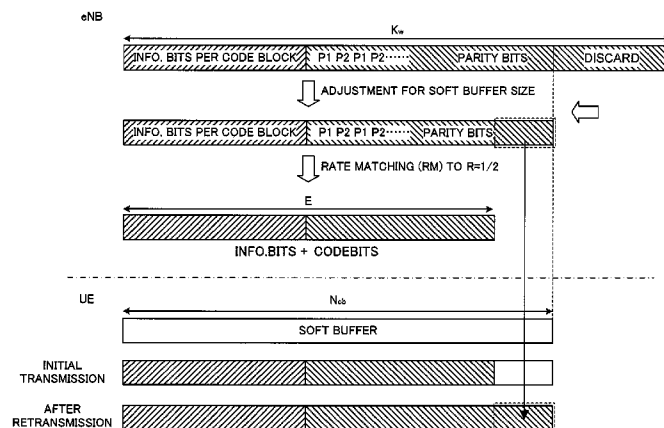 eNB
Kw
INFO. BITS PER CODE BLOCK P1 P2 P1 P2······ PARITY BITS DISCARD
ADJUSTMENT FOR SOFT BUFFER SIZE
INFO. BITS PER CODE BLOCK P1 P2 P1 P2······ PARITY BITS
RATE MATCHING (RM) TO R=1/2
E
INFO.BITS + CODEBITS
UE
Ncb
SOFT BUFFER
INITIAL
TRANSMISSION
AFTER
RETRANSMISSION